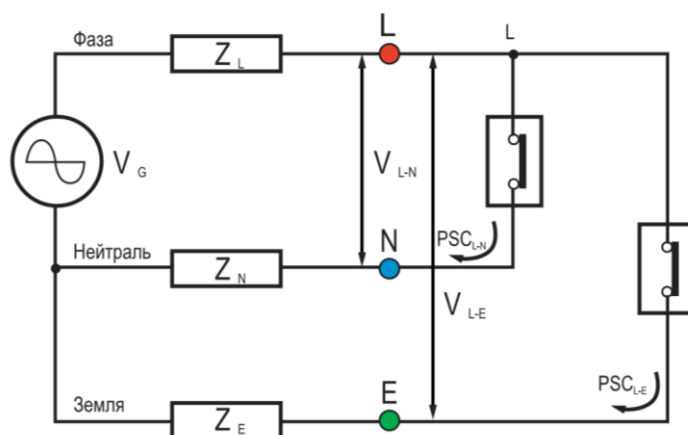 Фаза
Z L
L
L
V G
V L-N
Нейтраль
Z N
N
PSC L-N
V L-E
Земля
Z E
E
PSC L-E